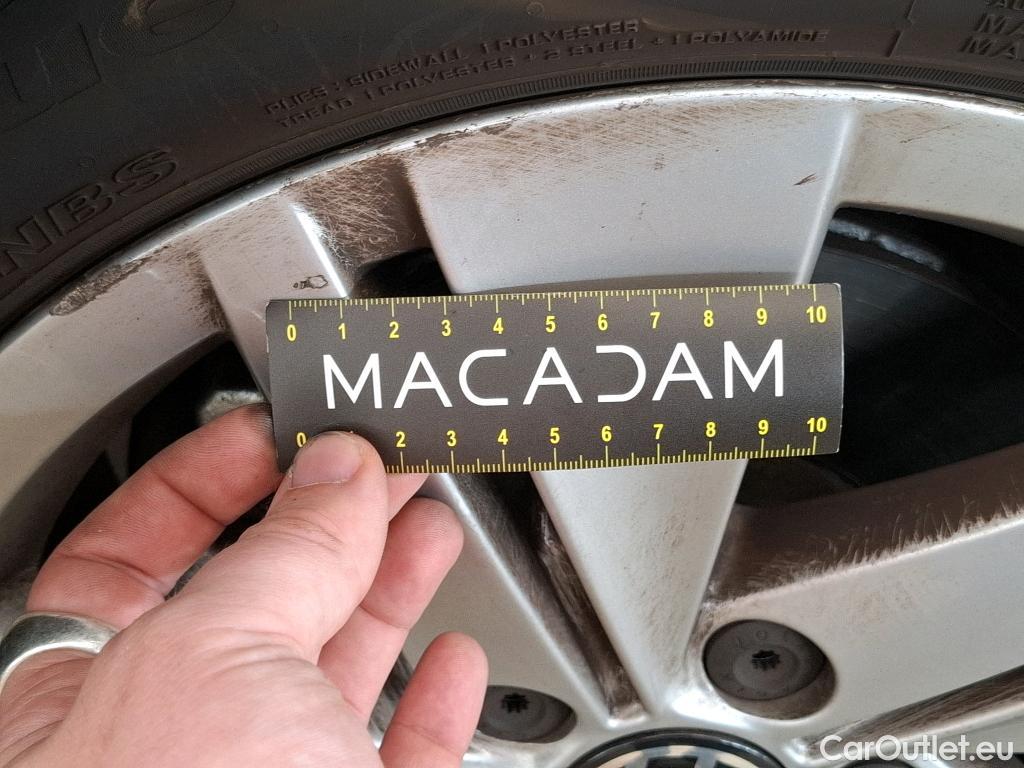 PLIES : SIDEWALL 1 POLYESTER
TREAD 1 POLYESTER + 2 STEEL + 1 POLYAMIDE
0 1 2 3 4 5 6 7 8 9 10
MACADAM
0 2 3 4 5 6 7 8 9 10
CarOutlet.eu